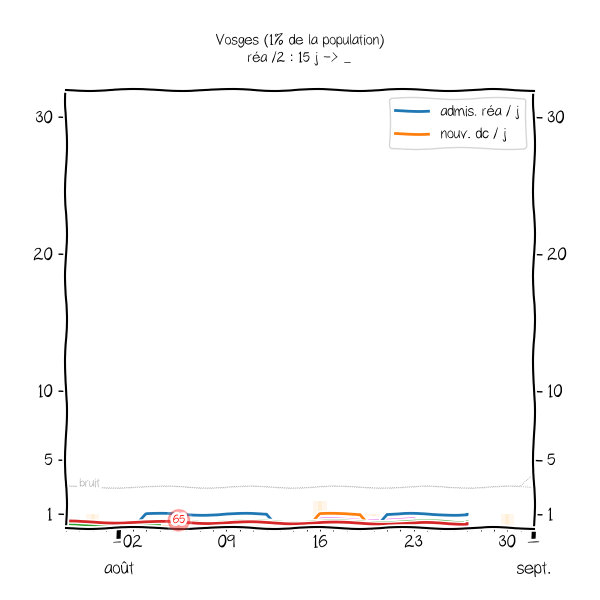 Vosges (1% de la population)
réa /2 : 15 j -> _
admis. réa / j
nouv. dc / j
30 30
20 20
10 10
5 5
bruit
1 1
65
02 09 16 23 30
août sept.